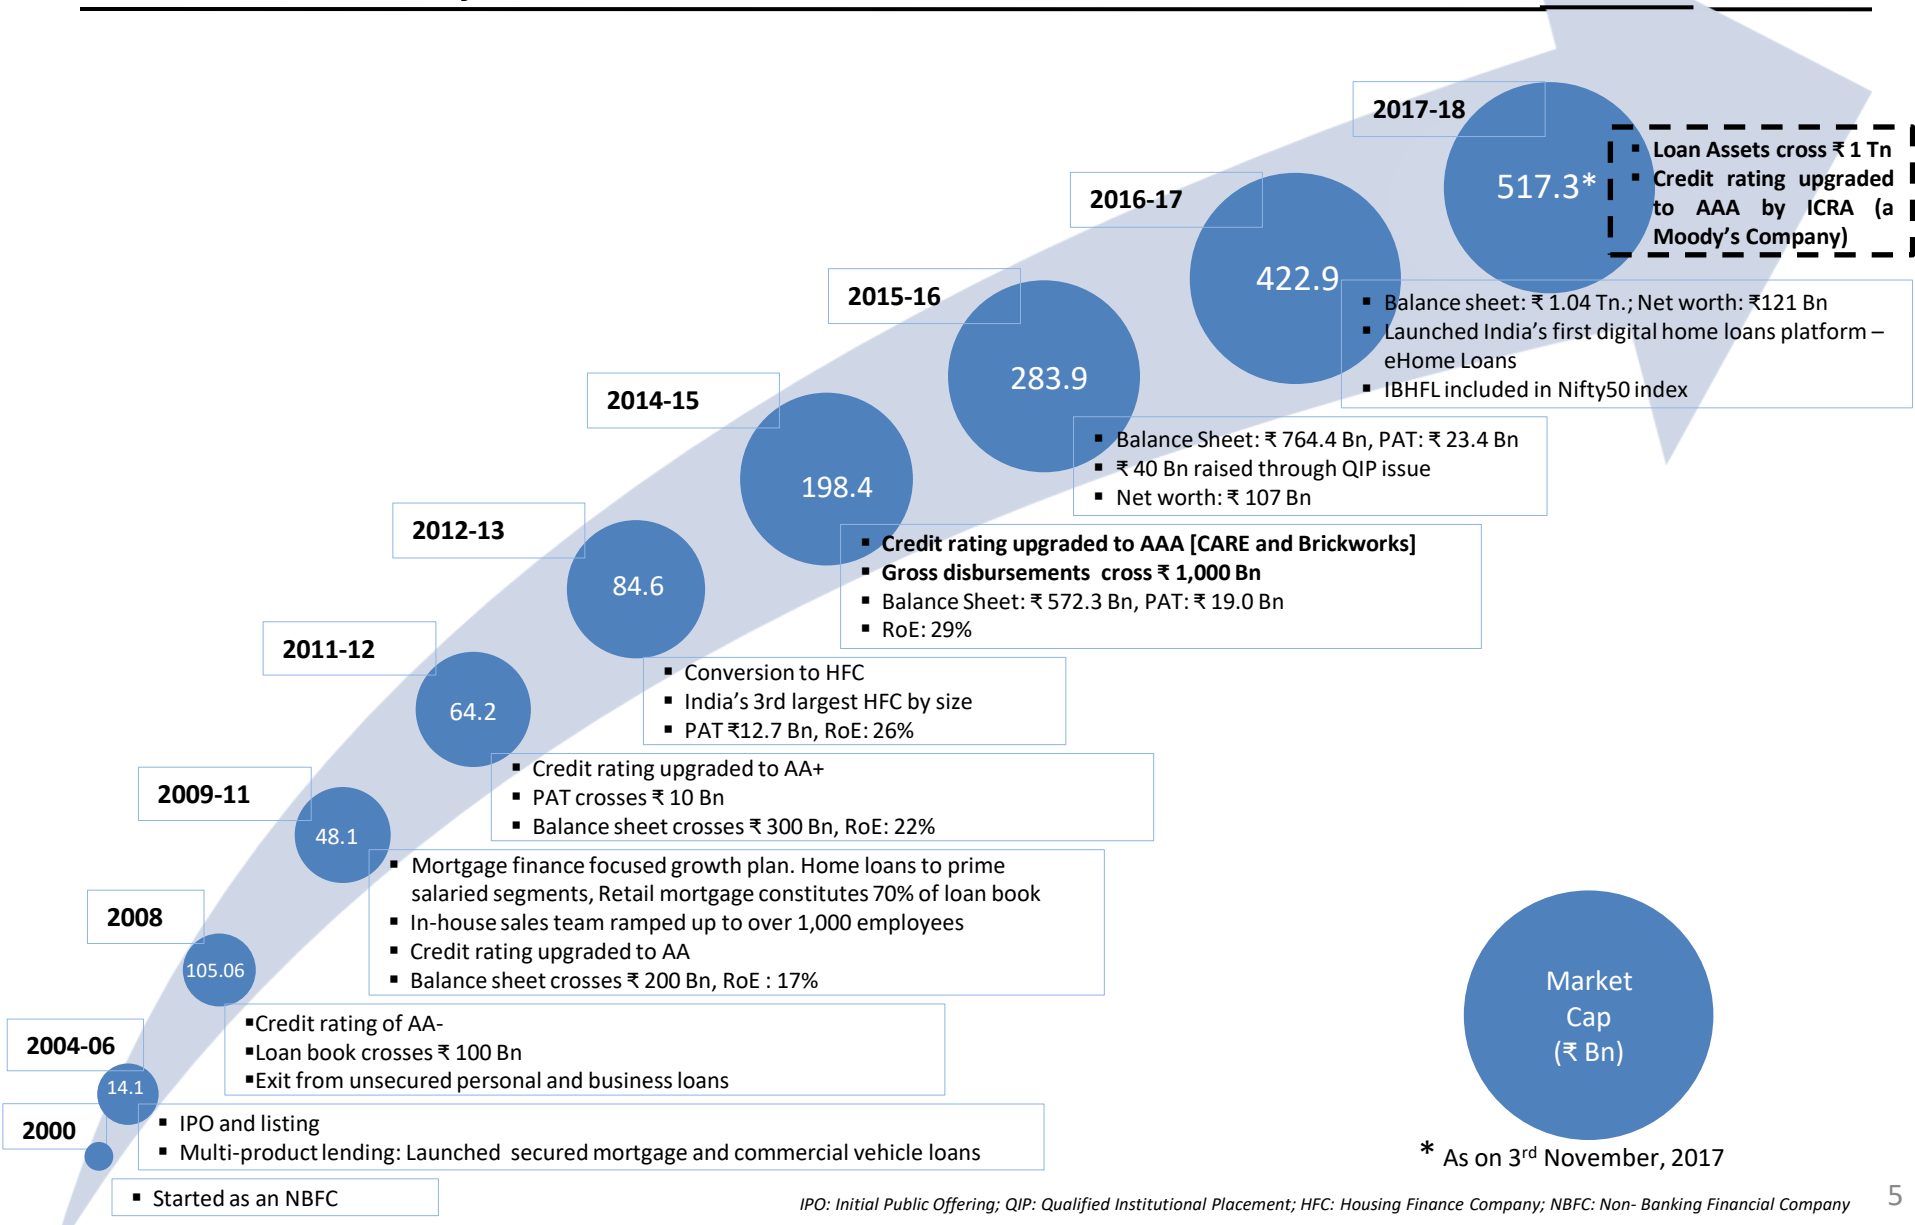 2017-18
517.3*
▪ Loan Assets cross ₹ 1 Tn
▪ Credit rating upgraded
to AAA by ICRA (a
Moody's Company)
2016-17
422.9
▪ Balance sheet: ₹ 1.04 Tn.; Net worth: ₹121 Bn
▪ Launched India's first digital home loans platform –
eHome Loans
▪ IBHFL included in Nifty50 index
2015-16
283.9
▪ Balance Sheet: ₹ 764.4 Bn, PAT: ₹ 23.4 Bn
▪ ₹ 40 Bn raised through QIP issue
▪ Net worth: ₹ 107 Bn
2014-15
198.4
▪ Credit rating upgraded to AAA [CARE and Brickworks]
▪ Gross disbursements cross ₹ 1,000 Bn
▪ Balance Sheet: ₹ 572.3 Bn, PAT: ₹ 19.0 Bn
▪ RoE: 29%
2012-13
84.6
▪ Conversion to HFC
▪ India's 3rd largest HFC by size
▪ PAT ₹12.7 Bn, RoE: 26%
2011-12
64.2
▪ Credit rating upgraded to AA+
▪ PAT crosses ₹ 10 Bn
▪ Balance sheet crosses ₹ 300 Bn, RoE: 22%
2009-11
48.1
▪ Mortgage finance focused growth plan. Home loans to prime
salaried segments, Retail mortgage constitutes 70% of loan book
▪ In-house sales team ramped up to over 1,000 employees
▪ Credit rating upgraded to AA
▪ Balance sheet crosses ₹ 200 Bn, RoE : 17%
2008
105.06
▪Credit rating of AA-
▪Loan book crosses ₹ 100 Bn
▪Exit from unsecured personal and business loans
2004-06
14.1
▪ IPO and listing
▪ Multi-product lending: Launched secured mortgage and commercial vehicle loans
2000
▪ Started as an NBFC
Market
Cap
(₹ Bn)
* As on 3rd November, 2017
IPO: Initial Public Offering; QIP: Qualified Institutional Placement; HFC: Housing Finance Company; NBFC: Non- Banking Financial Company
5